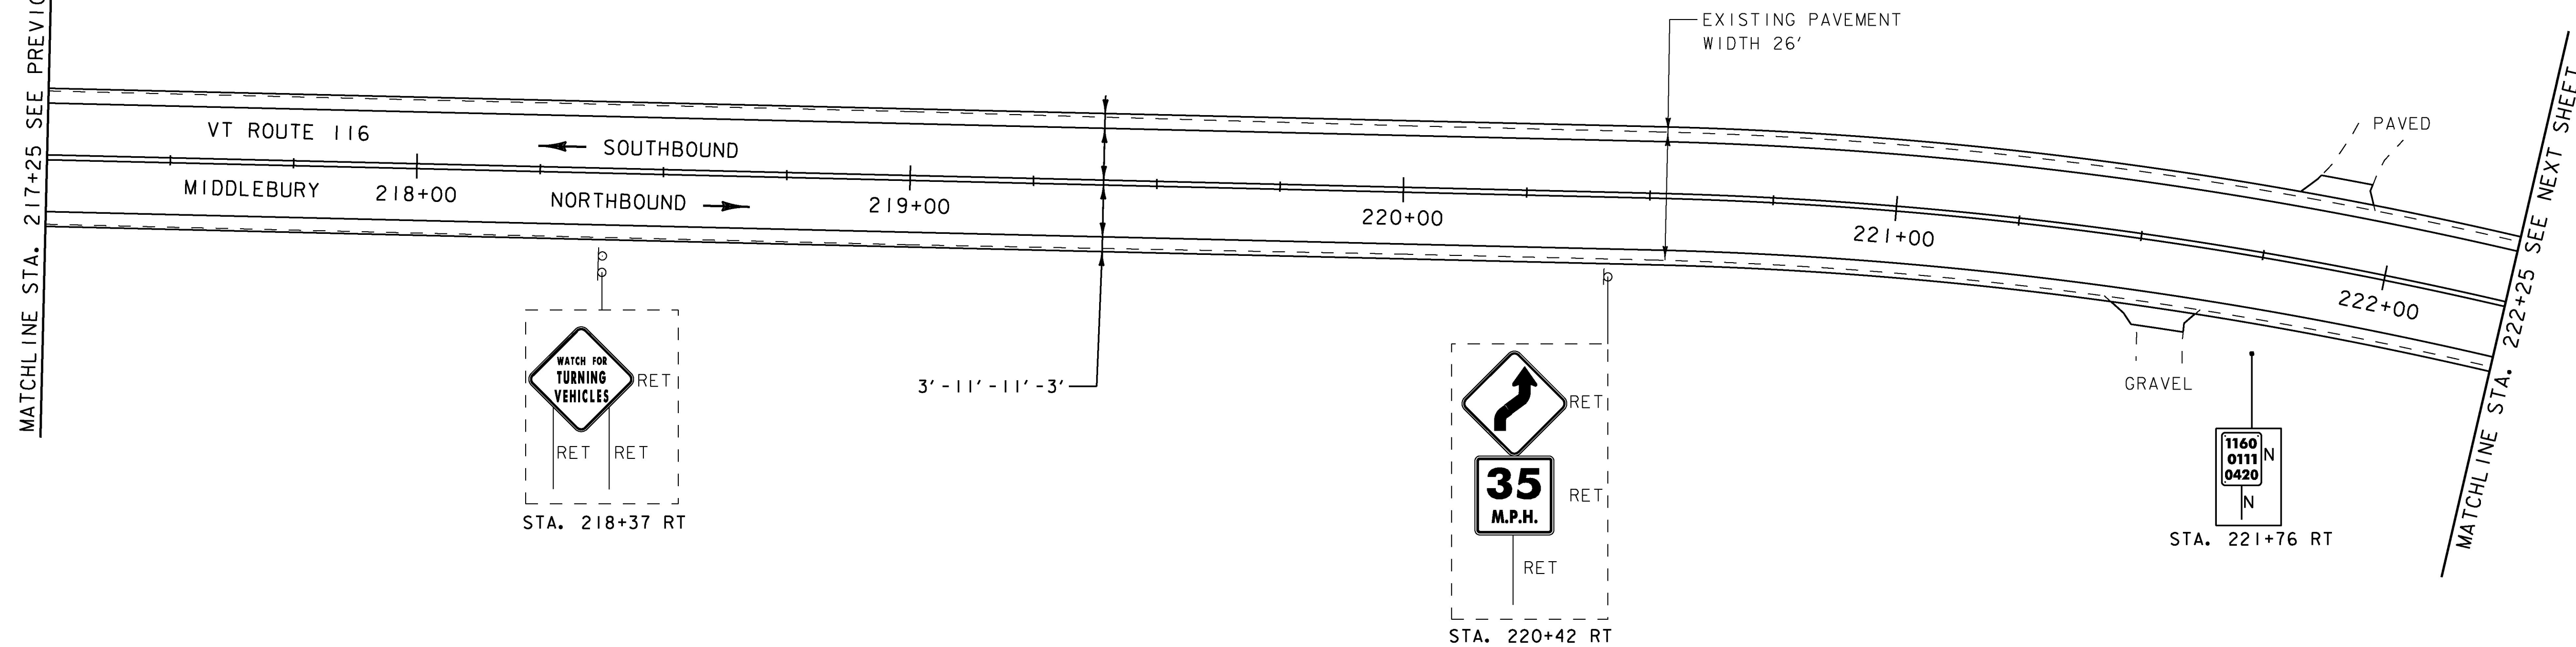 MATCHLINE STA. 217+25 SEE PREVIO
EXISTING PAVEMENT
WIDTH 26'
VT ROUTE 116
SOUTHBOUND
MIDDLEBURY
218+00
NORTHBOUND
219+00
220+00
221+00
222+00
PAVED
MATCHLINE STA. 222+25 SEE NEXT SHEET
3'-11'-11'-3'
GRAVEL
WATCH FOR
TURNING
VEHICLES
RET
RET RET
STA. 218+37 RT
RET
35
M.P.H.
RET
RET
STA. 220+42 RT
1160
0111
0420
N
N
STA. 221+76 RT